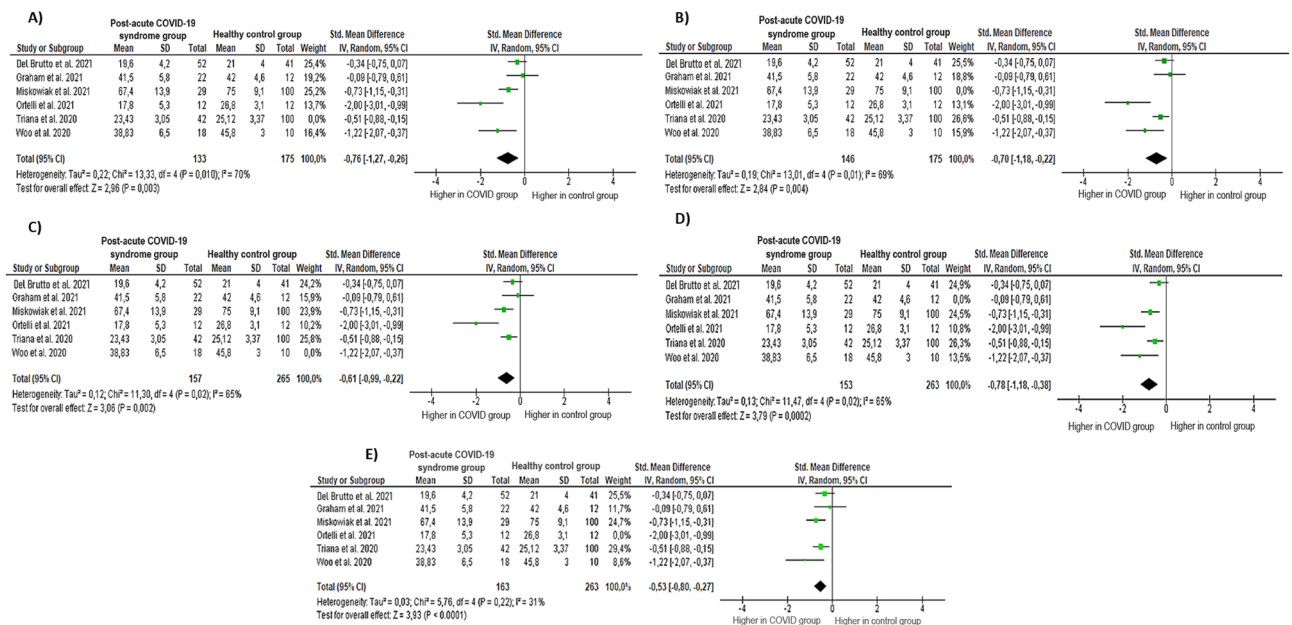 A)
Post-acute COVID-19
syndrome group Healthy control group Std. Mean Difference Std. Mean Difference
Study or Subgroup Mean SD Total Mean SD Total Weight IV, Random, 95% CI IV, Random, 95% CI
Del Brutto et al. 2021 19,6 4,2 52 21 4 41 25,4% -0,34 [-0,75, 0,07]
Graham et al. 2021 41,5 5,8 22 42 4,6 12 19,2% -0,09 [-0,79, 0,61]
Miskowiak et al. 2021 67,4 13,9 29 75 9,1 100 25,2% -0,73 [-1,15, -0,31]
Ortelli et al. 2021 17,8 5,3 12 26,8 3,1 12 13,7% -2,00 [-3,01, -0,99]
Triana et al. 2020 23,43 3,05 42 25,12 3,37 100 0,0% -0,51 [-0,88, -0,15]
Woo et al. 2020 38,83 6,5 18 45,8 3 10 16,4% -1,22 [-2,07, -0,37]
Total (95% CI) 133 175 100,0% -0,76 [-1,27, -0,26]
Heterogeneity: Tau² = 0,22; Chi² = 13,33, df = 4 (P = 0,010); I² = 70%
Test for overall effect: Z = 2,96 (P = 0,003)
-4 -2 0 2 4
Higher in COVID group Higher in control group
B)
Post-acute COVID-19
syndrome group Healthy control group Std. Mean Difference Std. Mean Difference
Study or Subgroup Mean SD Total Mean SD Total Weight IV, Random, 95% CI IV, Random, 95% CI
Del Brutto et al. 2021 19,6 4,2 52 21 4 41 25,5% -0,34 [-0,75, 0,07]
Graham et al. 2021 41,5 5,8 22 42 4,6 12 18,8% -0,09 [-0,79, 0,61]
Miskowiak et al. 2021 67,4 13,9 29 75 9,1 100 0,0% -0,73 [-1,15, -0,31]
Ortelli et al. 2021 17,8 5,3 12 26,8 3,1 12 13,1% -2,00 [-3,01, -0,99]
Triana et al. 2020 23,43 3,05 42 25,12 3,37 100 26,6% -0,51 [-0,88, -0,15]
Woo et al. 2020 38,83 6,5 18 45,8 3 10 15,9% -1,22 [-2,07, -0,37]
Total (95% CI) 146 175 100,0% -0,70 [-1,18, -0,22]
Heterogeneity: Tau² = 0,19; Chi² = 13,01, df = 4 (P = 0,01); I² = 69%
Test for overall effect: Z = 2,84 (P = 0,004)
-4 -2 0 2 4
Higher in COVID group Higher in control group
C)
Post-acute COVID-19
syndrome group Healthy control group Std. Mean Difference Std. Mean Difference
Study or Subgroup Mean SD Total Mean SD Total Weight IV, Random, 95% CI IV, Random, 95% CI
Del Brutto et al. 2021 19,6 4,2 52 21 4 41 24,2% -0,34 [-0,75, 0,07]
Graham et al. 2021 41,5 5,8 22 42 4,6 12 15,9% -0,09 [-0,79, 0,61]
Miskowiak et al. 2021 67,4 13,9 29 75 9,1 100 23,9% -0,73 [-1,15, -0,31]
Ortelli et al. 2021 17,8 5,3 12 26,8 3,1 12 10,2% -2,00 [-3,01, -0,99]
Triana et al. 2020 23,43 3,05 42 25,12 3,37 100 25,8% -0,51 [-0,88, -0,15]
Woo et al. 2020 38,83 6,5 18 45,8 3 10 0,0% -1,22 [-2,07, -0,37]
Total (95% CI) 157 265 100,0% -0,61 [-0,99, -0,22]
Heterogeneity: Tau² = 0,12; Chi² = 11,30, df = 4 (P = 0,02); I² = 65%
Test for overall effect: Z = 3,06 (P = 0,002)
-4 -2 0 2 4
Higher in COVID group Higher in control group
D)
Post-acute COVID-19
syndrome group Healthy control group Std. Mean Difference Std. Mean Difference
Study or Subgroup Mean SD Total Mean SD Total Weight IV, Random, 95% CI IV, Random, 95% CI
Del Brutto et al. 2021 19,6 4,2 52 21 4 41 24,9% -0,34 [-0,75, 0,07]
Graham et al. 2021 41,5 5,8 22 42 4,6 12 0,0% -0,09 [-0,79, 0,61]
Miskowiak et al. 2021 67,4 13,9 29 75 9,1 100 24,5% -0,73 [-1,15, -0,31]
Ortelli et al. 2021 17,8 5,3 12 26,8 3,1 12 10,8% -2,00 [-3,01, -0,99]
Triana et al. 2020 23,43 3,05 42 25,12 3,37 100 26,3% -0,51 [-0,88, -0,15]
Woo et al. 2020 38,83 6,5 18 45,8 3 10 13,5% -1,22 [-2,07, -0,37]
Total (95% CI) 153 263 100,0% -0,78 [-1,18, -0,38]
Heterogeneity: Tau² = 0,13; Chi² = 11,47, df = 4 (P = 0,02); I² = 65%
Test for overall effect: Z = 3,79 (P = 0,0002)
-4 -2 0 2 4
Higher in COVID group Higher in control group
E)
Post-acute COVID-19
syndrome group Healthy control group Std. Mean Difference Std. Mean Difference
Study or Subgroup Mean SD Total Mean SD Total Weight IV, Random, 95% CI IV, Random, 95% CI
Del Brutto et al. 2021 19,6 4,2 52 21 4 41 25,5% -0,34 [-0,75, 0,07]
Graham et al. 2021 41,5 5,8 22 42 4,6 12 11,7% -0,09 [-0,79, 0,61]
Miskowiak et al. 2021 67,4 13,9 29 75 9,1 100 24,7% -0,73 [-1,15, -0,31]
Ortelli et al. 2021 17,8 5,3 12 26,8 3,1 12 0,0% -2,00 [-3,01, -0,99]
Triana et al. 2020 23,43 3,05 42 25,12 3,37 100 29,4% -0,51 [-0,88, -0,15]
Woo et al. 2020 38,83 6,5 18 45,8 3 10 8,6% -1,22 [-2,07, -0,37]
Total (95% CI) 163 263 100,0% -0,53 [-0,80, -0,27]
Heterogeneity: Tau² = 0,03; Chi² = 5,76, df = 4 (P = 0,22); I² = 31%
Test for overall effect: Z = 3,93 (P < 0.0001)
-4 -2 0 2 4
Higher in COVID group Higher in control group